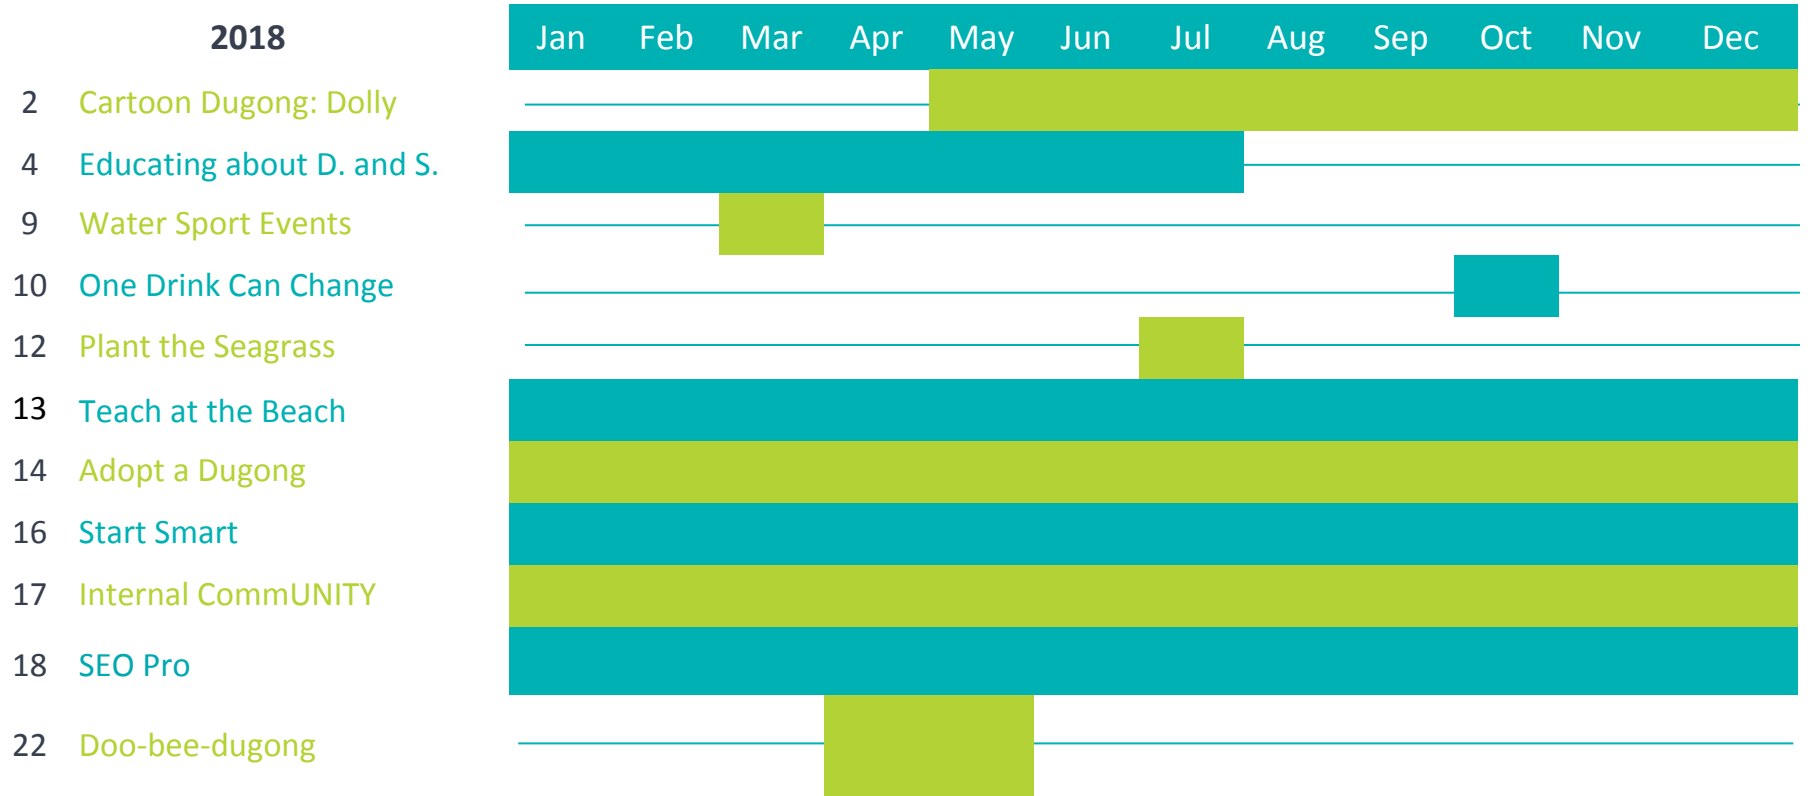 2018 Jan Feb Mar Apr May Jun Jul Aug Sep Oct Nov Dec
2 Cartoon Dugong: Dolly
4 Educating about D. and S.
9 Water Sport Events
10 One Drink Can Change
12 Plant the Seagrass
13 Teach at the Beach
14 Adopt a Dugong
16 Start Smart
17 Internal CommUNITY
18 SEO Pro
22 Doo-bee-dugong